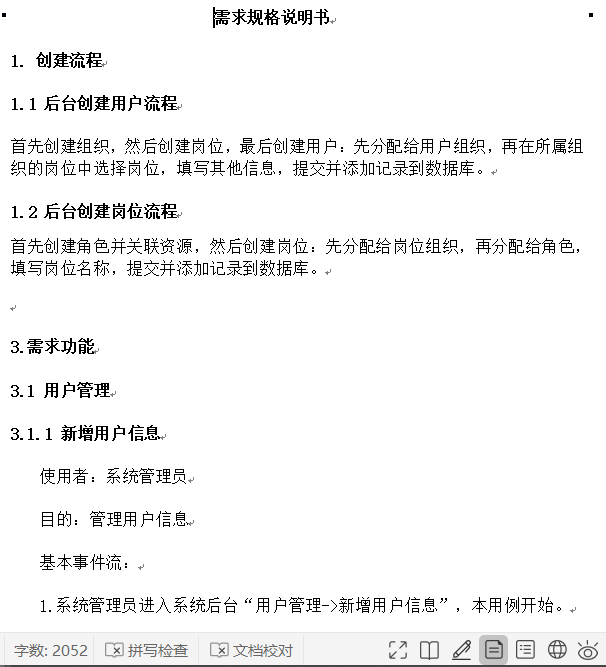 需求规格说明书
1. 创建流程
1.1 后台创建用户流程
首先创建组织，然后创建岗位，最后创建用户：先分配给用户组织，再在所属组
织的岗位中选择岗位，填写其他信息，提交并添加记录到数据库。
1.2 后台创建岗位流程
首先创建角色并关联资源，然后创建岗位：先分配给岗位组织，再分配给角色，
填写岗位名称，提交并添加记录到数据库。
3.需求功能
3.1 用户管理
3.1.1 新增用户信息
使用者：系统管理员
目的：管理用户信息
基本事件流：
1.系统管理员进入系统后台“用户管理->新增用户信息”，本用例开始。
字数: 2052 拼写检查 文档校对